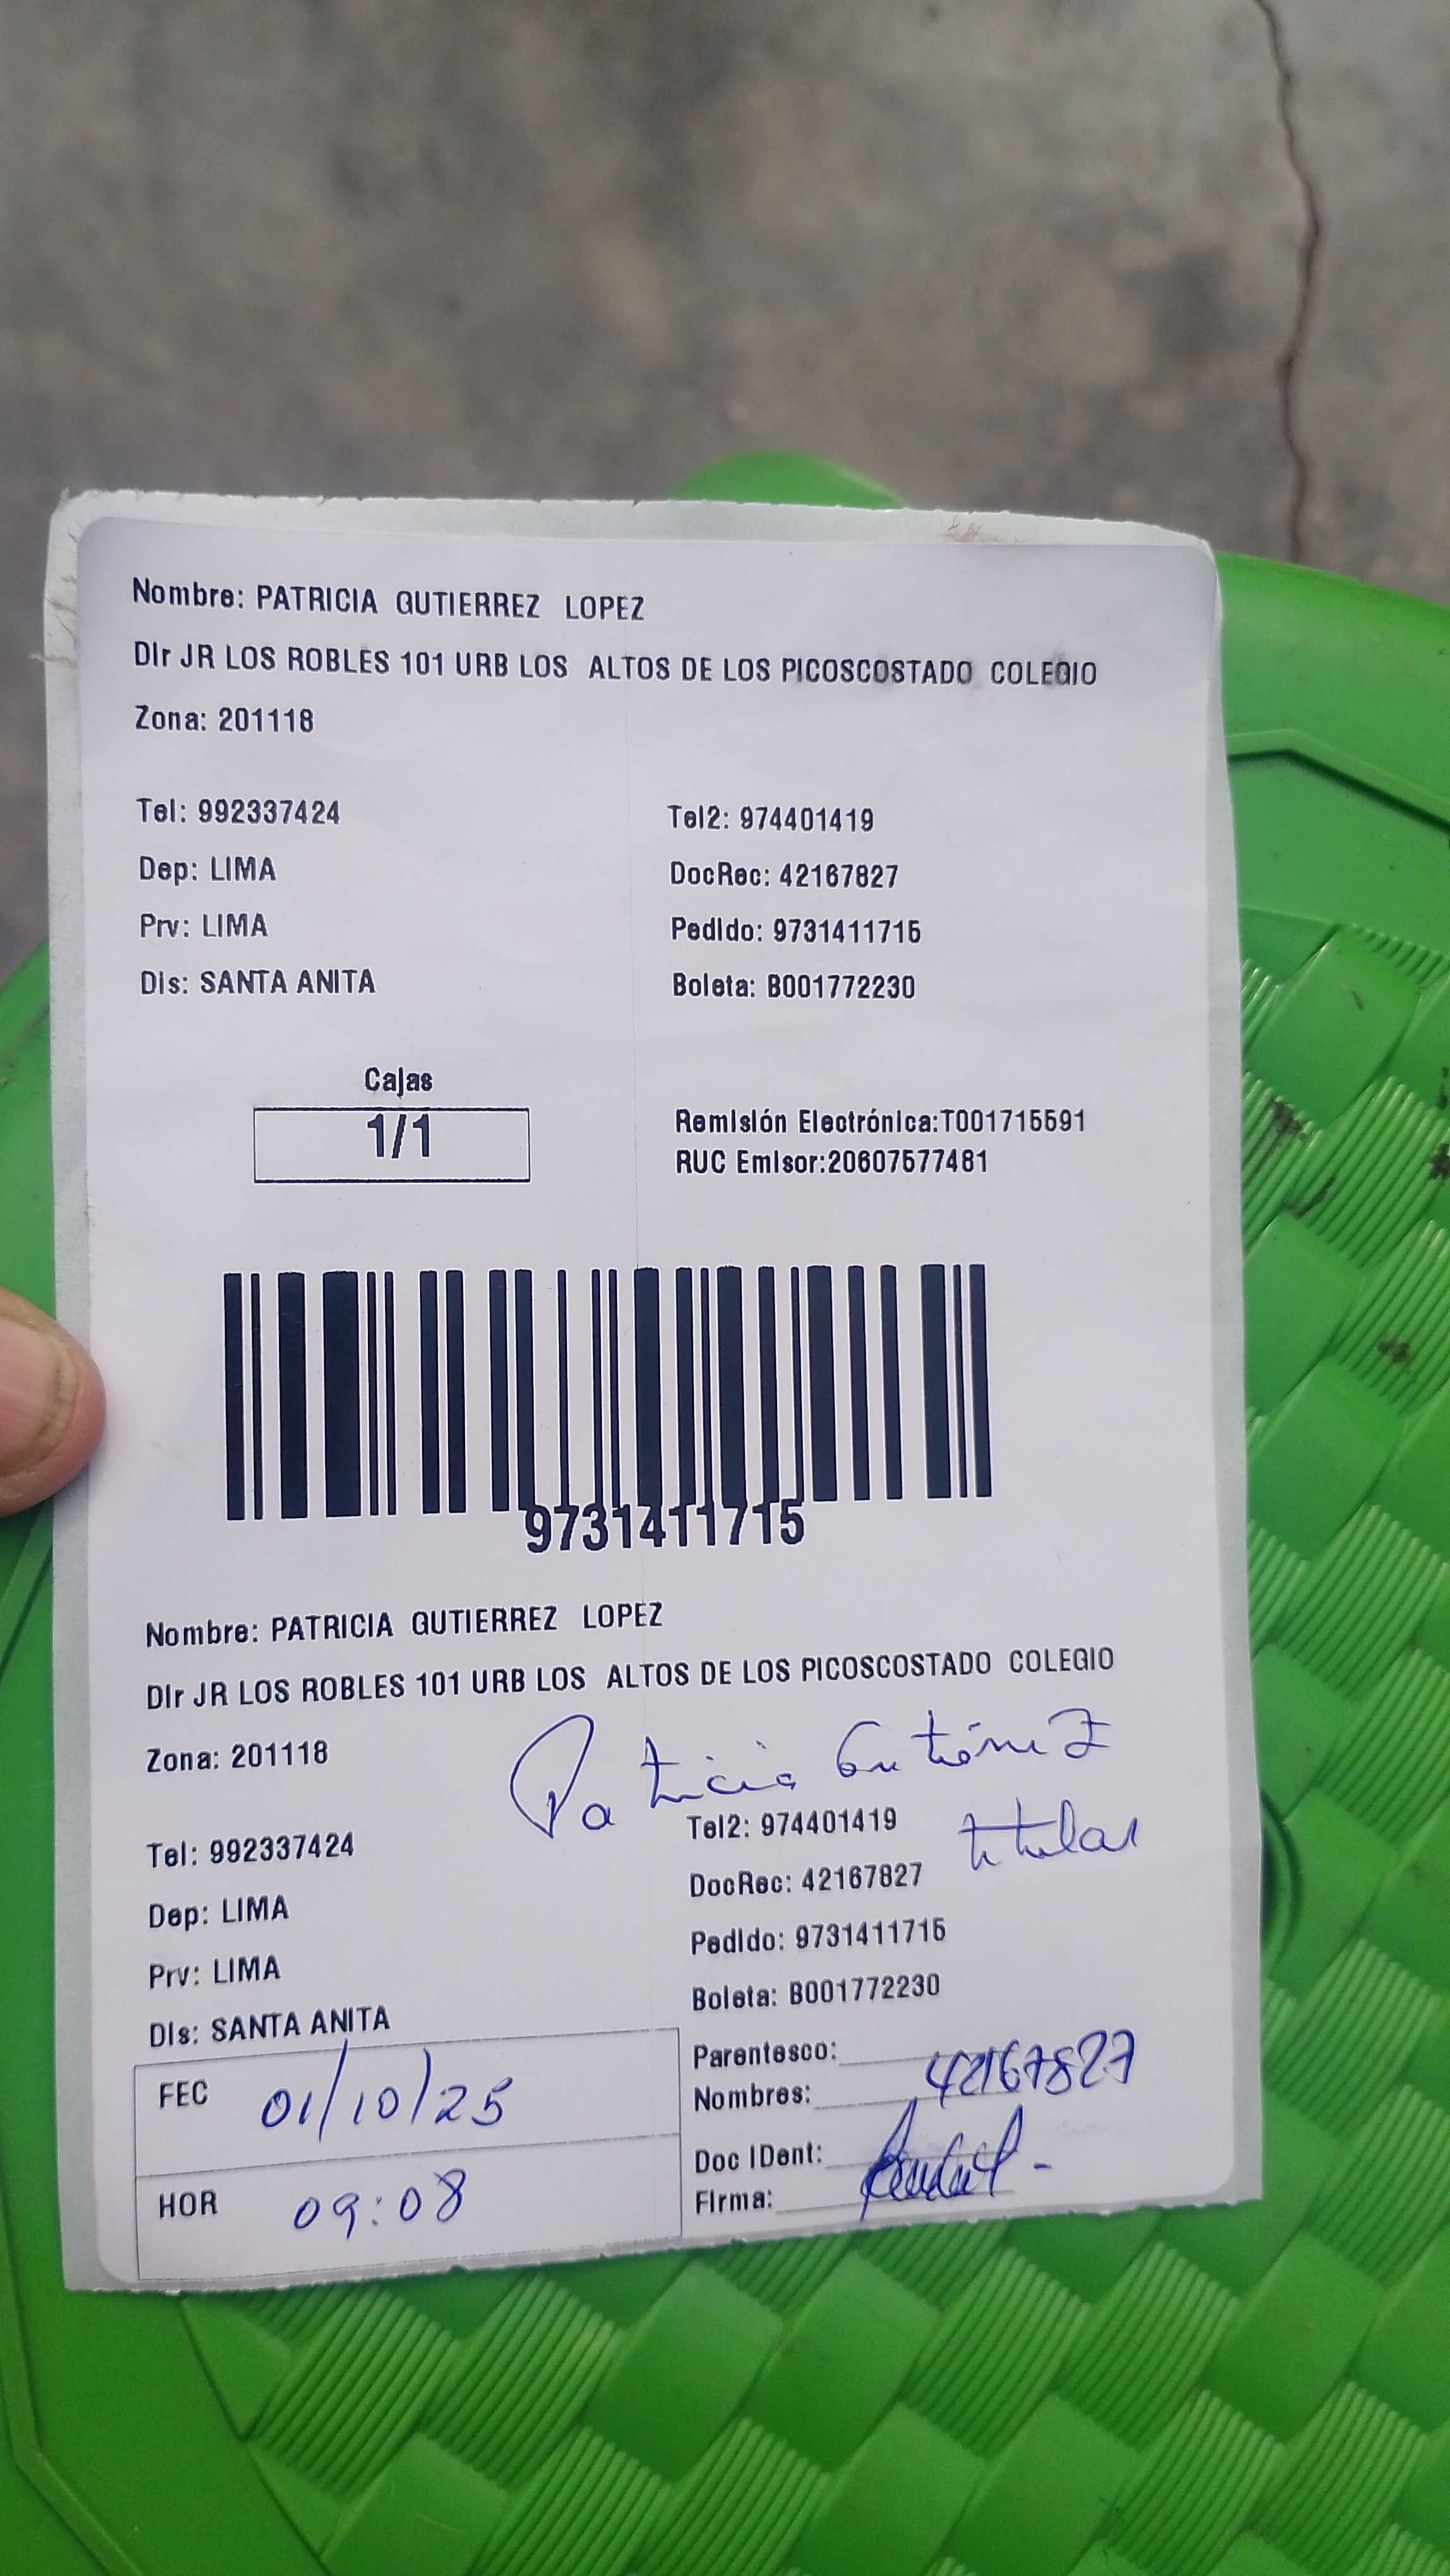 Nombre: PATRICIA GUTIERREZ LOPEZ
Dir JR LOS ROBLES 101 URB LOS ALTOS DE LOS PICOSCOSTADO COLEGIO
Zona: 201118
Tel: 992337424 Tel2: 974401419
Dep: LIMA DocRec: 42167827
Prv: LIMA Pedido: 9731411715
Dis: SANTA ANITA Boleta: B001772230
Cajas
1/1
Remisión Electrónica:T001715591
RUC Emisor:20607577481
9731411715
Nombre: PATRICIA GUTIERREZ LOPEZ
Dir JR LOS ROBLES 101 URB LOS ALTOS DE LOS PICOSCOSTADO COLEGIO
Zona: 201118 Patricia Gutiérrez
Tel: 992337424 Tel2: 974401419 titular
Dep: LIMA DocRec: 42167827
Prv: LIMA Pedido: 9731411715
Dis: SANTA ANITA Boleta: B001772230
Parentesco:
FEC 01/10/25 Nombres: 42167827
Doc IDent:
HOR 09:08 Firma: